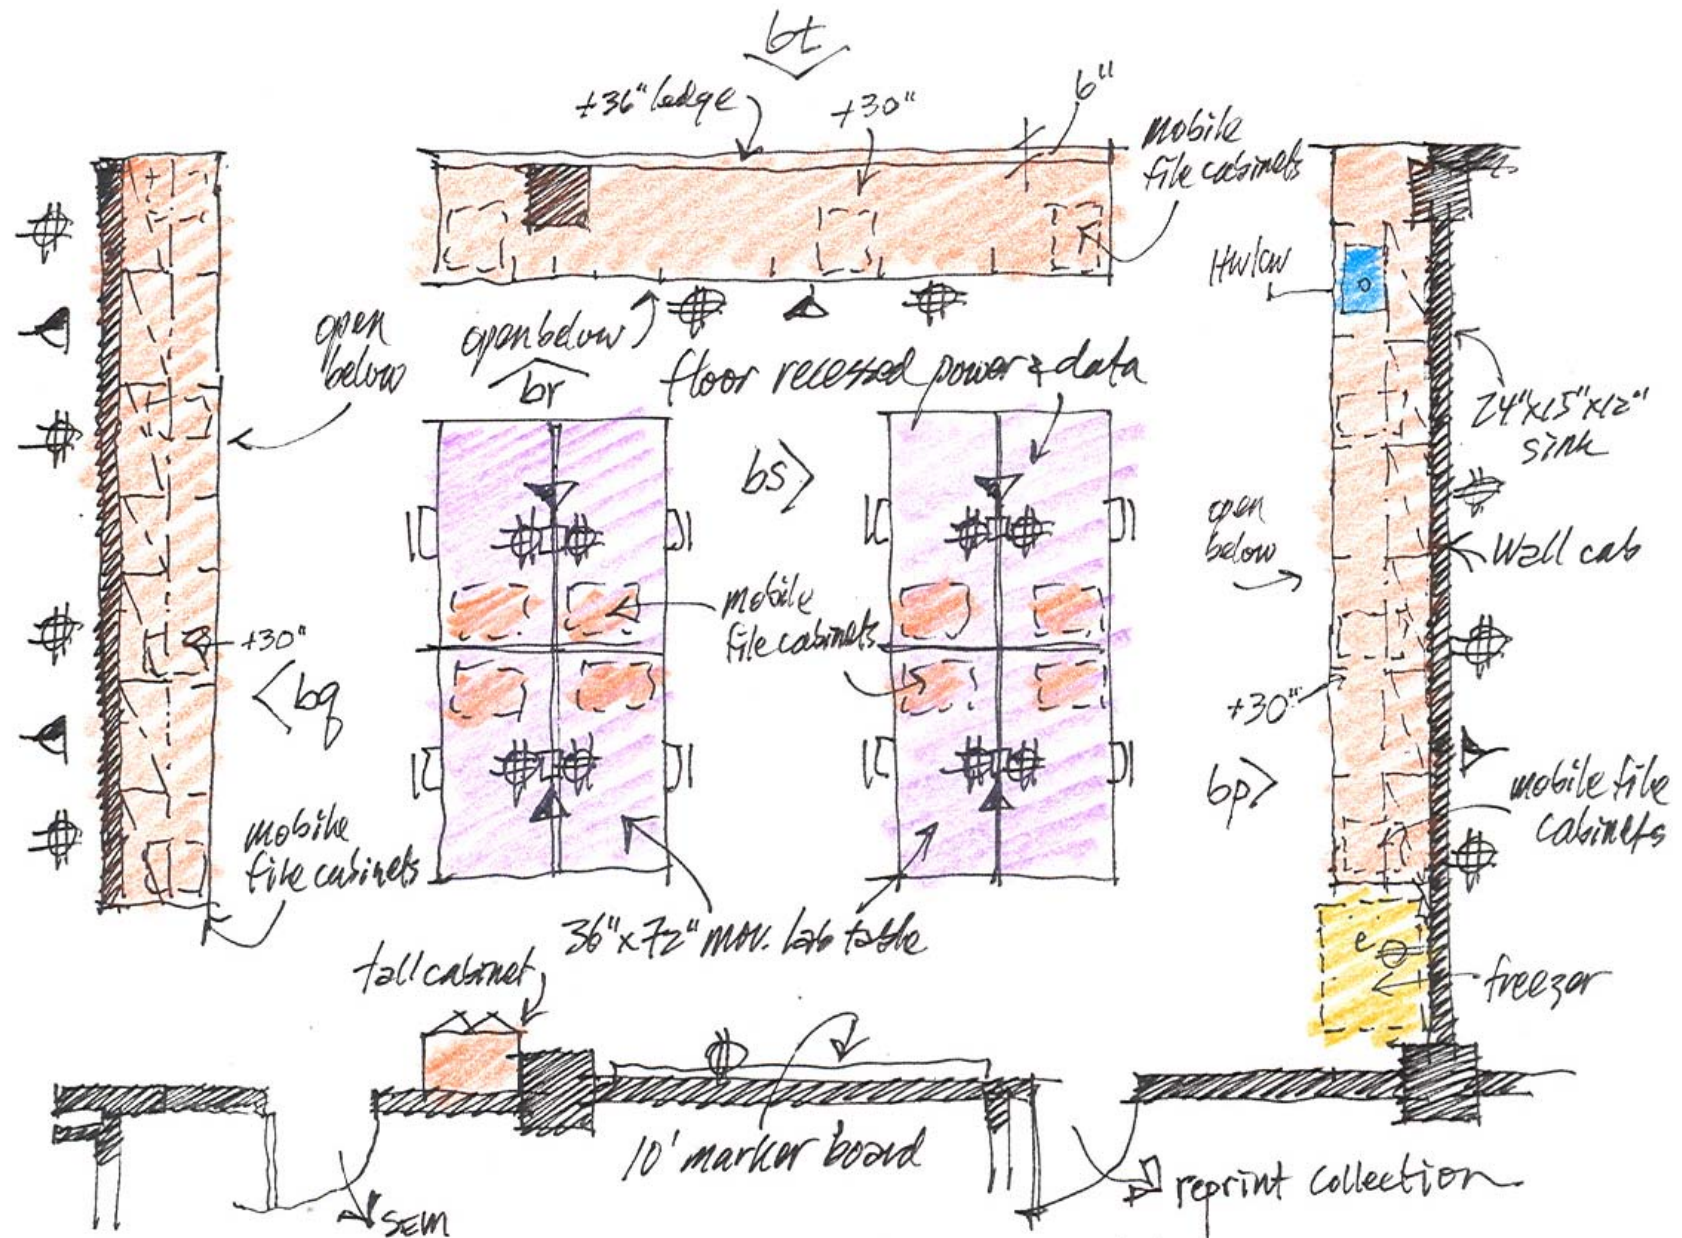 bt
+36" ledge
+30"
6"
mobile
file cabinets
HW/CW
open
below
open below
br
floor recessed power & data
24"x15"x12"
sink
bs
open
below
Wall cab
mobile
file cabinets
+30"
bq
+30"
bp
mobile file
cabinets
mobile
file cabinets
36"x72" mov. lab table
tall cabinet
e
freezer
10' marker board
reprint collection
SEM